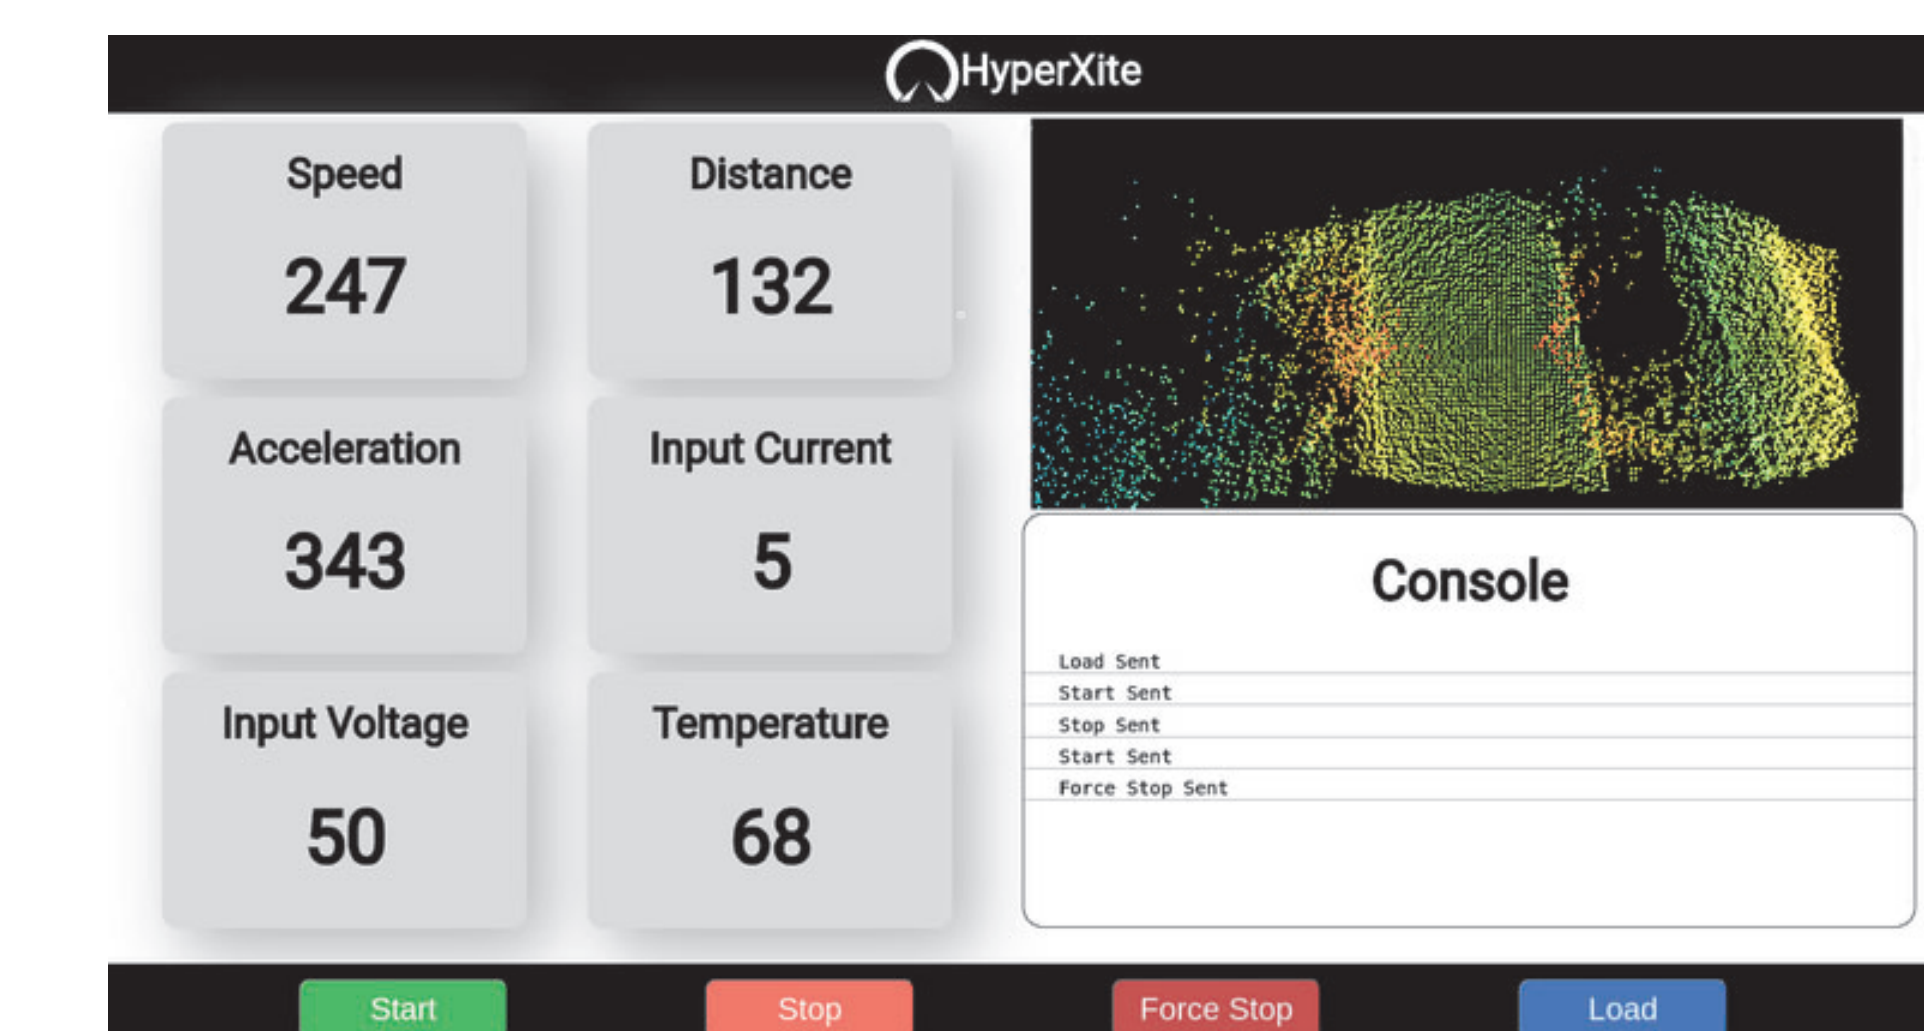 HyperXite
Speed
247
Distance
132
Acceleration
343
Input Current
5
Input Voltage
50
Temperature
68
Console
Load Sent
Start Sent
Stop Sent
Start Sent
Force Stop Sent
Start
Stop
Force Stop
Load